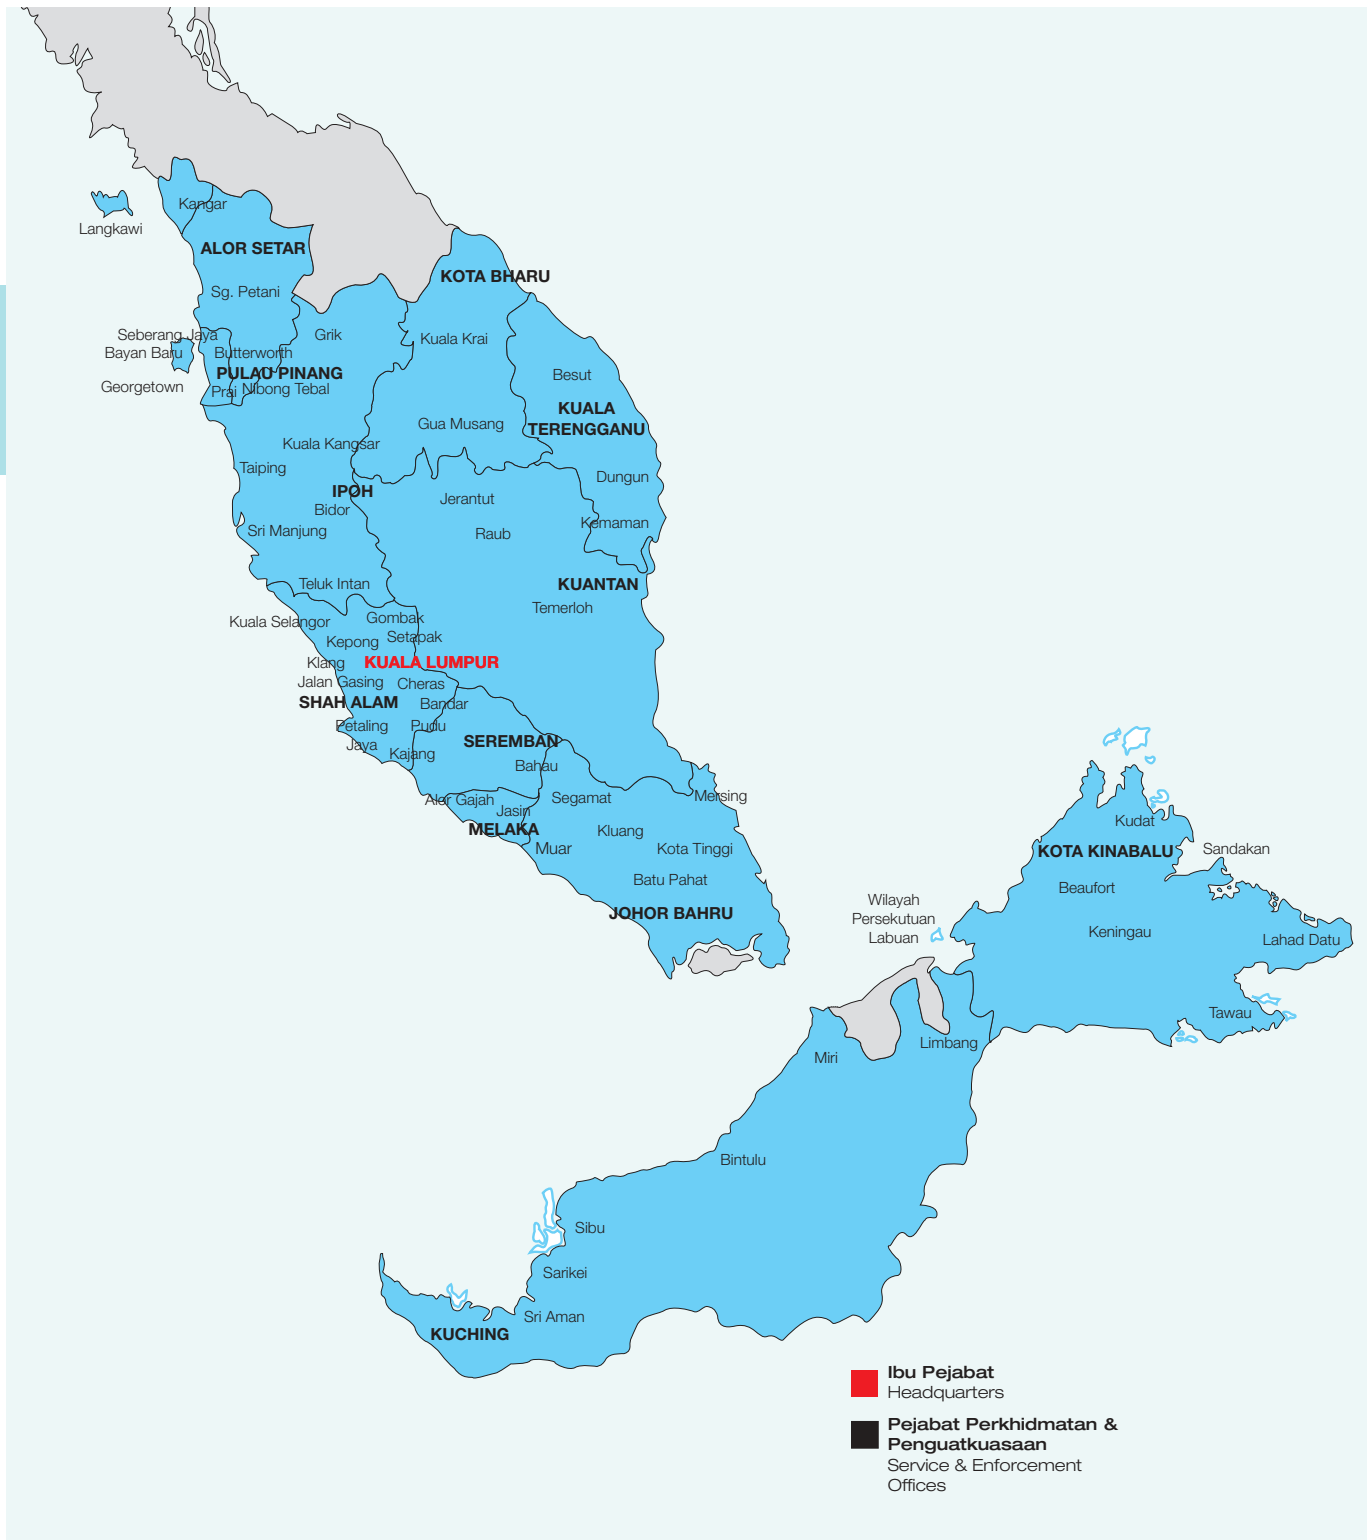 Kangar
Langkawi
ALOR SETAR
KOTA BHARU
Sg. Petani
Seberang Jaya
Grik
Kuala Krai
Bayan Baru
Butterworth
PULAU PINANG
Besut
Georgetown
Prai
Nibong Tebal
KUALA
TERENGGANU
Gua Musang
Kuala Kangsar
Taiping
Dungun
IPOH
Jerantut
Bidor
Kemaman
Sri Manjung
Raub
Teluk Intan
KUANTAN
Temerloh
Kuala Selangor
Gombak
Kepong
Setapak
Klang
KUALA LUMPUR
Jalan Gasing
Cheras
SHAH ALAM
Bandar
Petaling
Pudu
Jaya
Kajang
SEREMBAN
Bahau
Alor Gajah
Segamat
Mersing
Jasin
MELAKA
Kluang
Muar
Kota Tinggi
Batu Pahat
JOHOR BAHRU
Kudat
KOTA KINABALU
Sandakan
Beaufort
Wilayah
Persekutuan
Labuan
Keningau
Lahad Datu
Tawau
Miri
Limbang
Bintulu
Sibu
Sarikei
Sri Aman
KUCHING
Ibu Pejabat
Headquarters
Pejabat Perkhidmatan &
Penguatkuasaan
Service & Enforcement
Offices